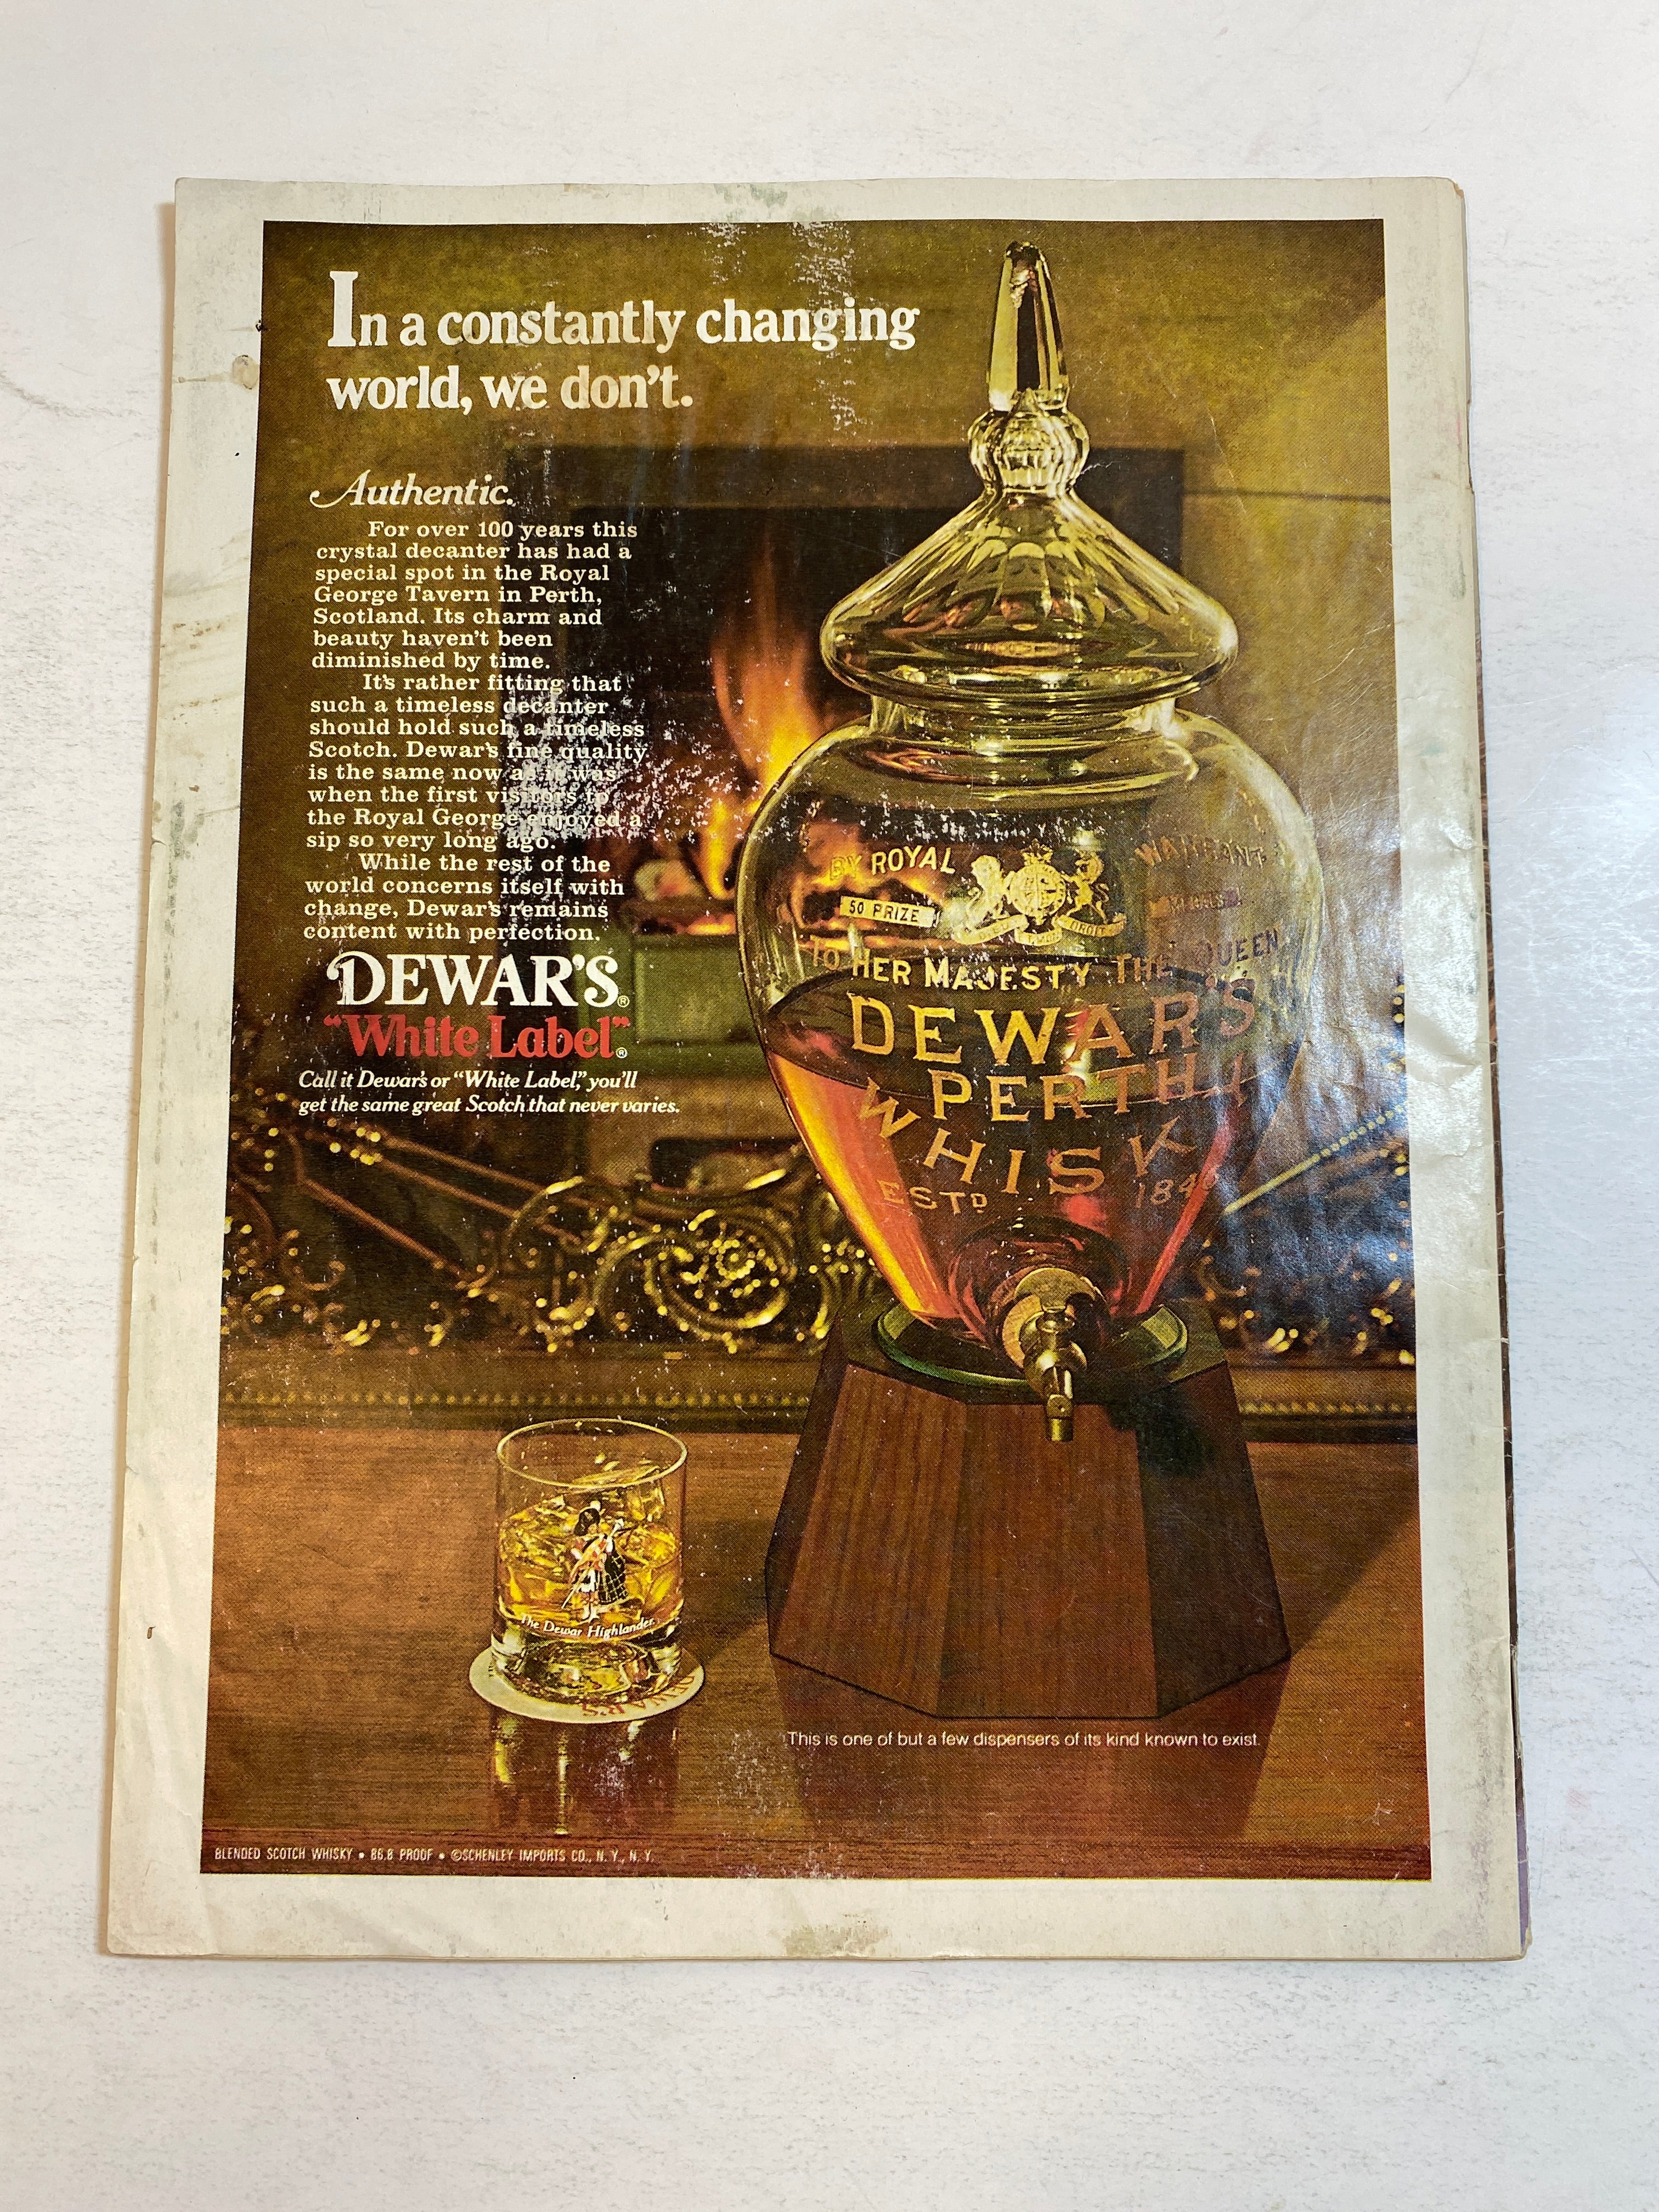 In a constantly changing
world, we don't.
Authentic.
For over 100 years this
crystal decanter has had a
special spot in the Royal
George Tavern in Perth,
Scotland. Its charm and
beauty haven't been
diminished by time.
It's rather fitting that
such a timeless decanter
should hold such a timeless
Scotch. Dewar's fine quality
is the same now as it was
when the first visitors to
the Royal George enjoyed a
sip so very long ago.
While the rest of the
world concerns itself with
change, Dewar's remains
content with perfection.
DEWAR'S®
"White Label"®
Call it Dewar's or "White Label," you'll
get the same great Scotch that never varies.
BY ROYAL WARRANT
50 PRIZE MEDALS
TO HER MAJESTY THE QUEEN
DEWAR'S
PERTH
WHISK
ESTD 184
The Dewar Highlander
DEWAR'S
This is one of but a few dispensers of its kind known to exist.
BLENDED SCOTCH WHISKY • 86.8 PROOF • ©SCHENLEY IMPORTS CO., N. Y., N. Y.